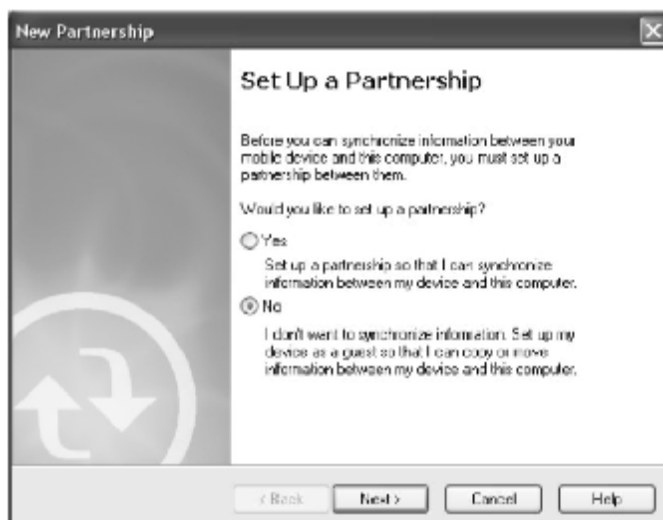 New Partnership
Set Up a Partnership
Before you can synchronize information between your
mobile device and this computer, you must set up a
partnership between them.
Would you like to set up a partnership?
Yes
Set up a partnership so that I can synchronize
information between my device and this computer.
No
I don't want to synchronize information. Set up my
device as a guest so that I can copy or move
information between my device and this computer.
< Back Next > Cancel Help